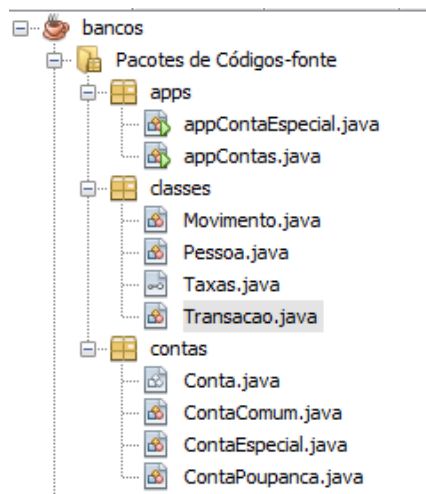 bancos
Pacotes de Códigos-fonte
apps
appContaEspecial.java
appContas.java
classes
Movimento.java
Pessoa.java
Taxas.java
Transacao.java
contas
Conta.java
ContaComum.java
ContaEspecial.java
ContaPoupanca.java